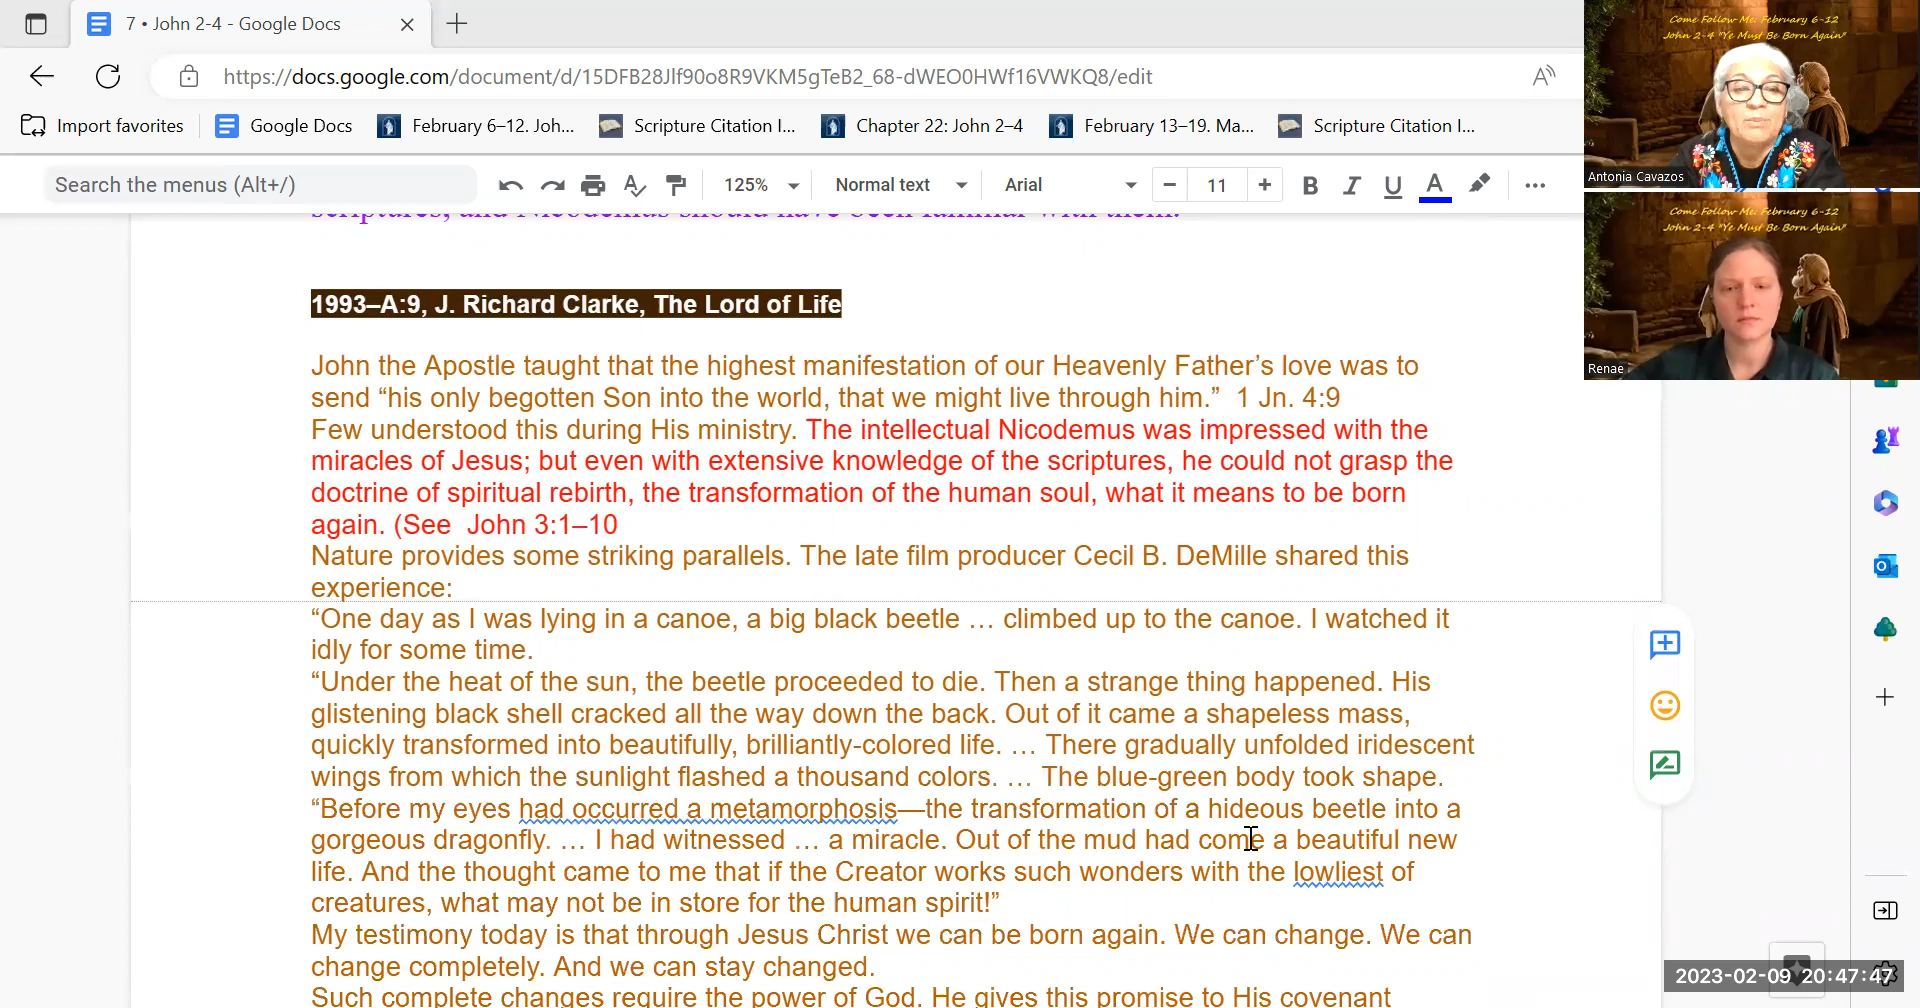 7 • John 2-4 - Google Docs
https://docs.google.com/document/d/15DFB28Jlf90o8R9VKM5gTeB2_68-dWEO0HWf16VWKQ8/edit
Import favorites
Google Docs
February 6–12. Joh...
Scripture Citation I...
Chapter 22: John 2–4
February 13–19. Ma...
Scripture Citation I...
Search the menus (Alt+/)
125%
Normal text
Arial
11
B I U A
Come Follow Me: February 6-12
John 2-4 "Ye Must Be Born Again"
Antonia Cavazos
Come Follow Me: February 6-12
John 2-4 "Ye Must Be Born Again"
Renae
scriptures, and Nicodemus should have been familiar with them.
1993–A:9, J. Richard Clarke, The Lord of Life
John the Apostle taught that the highest manifestation of our Heavenly Father’s love was to
send “his only begotten Son into the world, that we might live through him.” 1 Jn. 4:9
Few understood this during His ministry. The intellectual Nicodemus was impressed with the
miracles of Jesus; but even with extensive knowledge of the scriptures, he could not grasp the
doctrine of spiritual rebirth, the transformation of the human soul, what it means to be born
again. (See John 3:1–10
Nature provides some striking parallels. The late film producer Cecil B. DeMille shared this
experience:
“One day as I was lying in a canoe, a big black beetle … climbed up to the canoe. I watched it
idly for some time.
“Under the heat of the sun, the beetle proceeded to die. Then a strange thing happened. His
glistening black shell cracked all the way down the back. Out of it came a shapeless mass,
quickly transformed into beautifully, brilliantly-colored life. … There gradually unfolded iridescent
wings from which the sunlight flashed a thousand colors. … The blue-green body took shape.
“Before my eyes had occurred a metamorphosis—the transformation of a hideous beetle into a
gorgeous dragonfly. … I had witnessed … a miracle. Out of the mud had come a beautiful new
life. And the thought came to me that if the Creator works such wonders with the lowliest of
creatures, what may not be in store for the human spirit!”
My testimony today is that through Jesus Christ we can be born again. We can change. We can
change completely. And we can stay changed.
Such complete changes require the power of God. He gives this promise to His covenant
2023-02-09 20:47:47